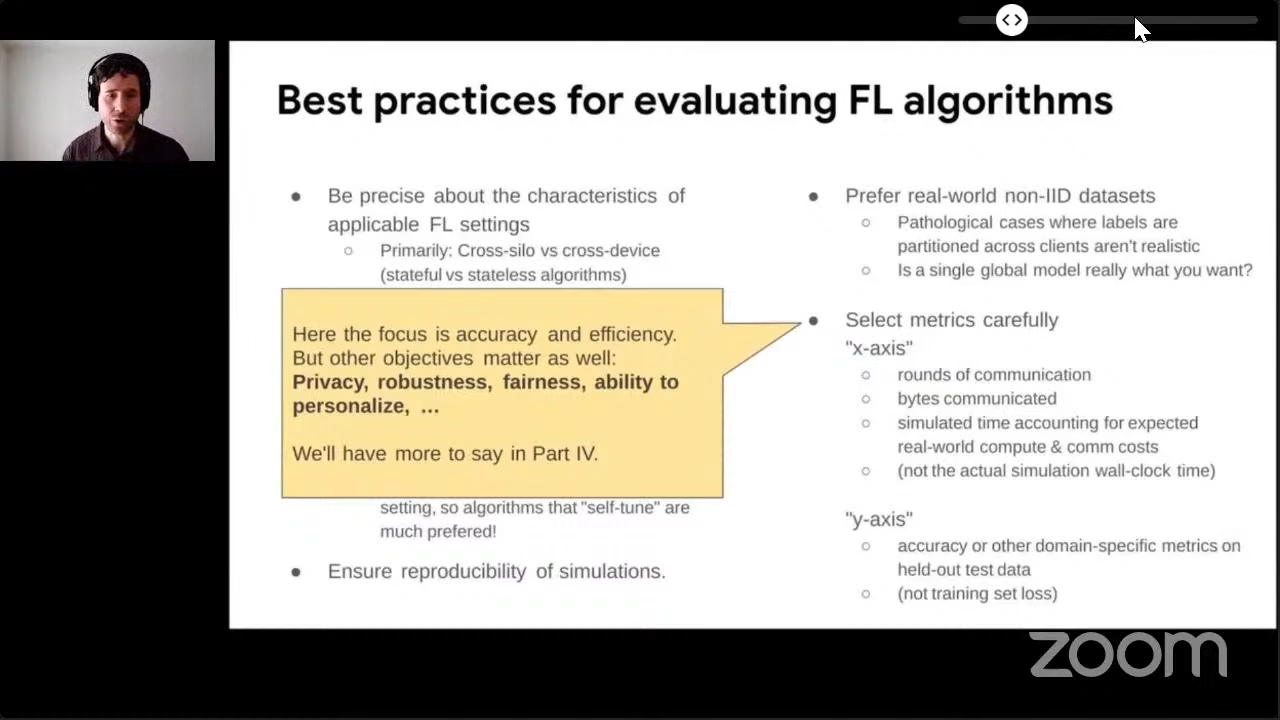 Best practices for evaluating FL algorithms
Be precise about the characteristics of
applicable FL settings
Primarily: Cross-silo vs cross-device
(stateful vs stateless algorithms)
Here the focus is accuracy and efficiency.
But other objectives matter as well:
Privacy, robustness, fairness, ability to
personalize, ...
We'll have more to say in Part IV.
setting, so algorithms that "self-tune" are
much prefered!
Ensure reproducibility of simulations.
Prefer real-world non-IID datasets
Pathological cases where labels are
partitioned across clients aren't realistic
Is a single global model really what you want?
Select metrics carefully
"x-axis"
rounds of communication
bytes communicated
simulated time accounting for expected
real-world compute & comm costs
(not the actual simulation wall-clock time)
"y-axis"
accuracy or other domain-specific metrics on
held-out test data
(not training set loss)
zoom